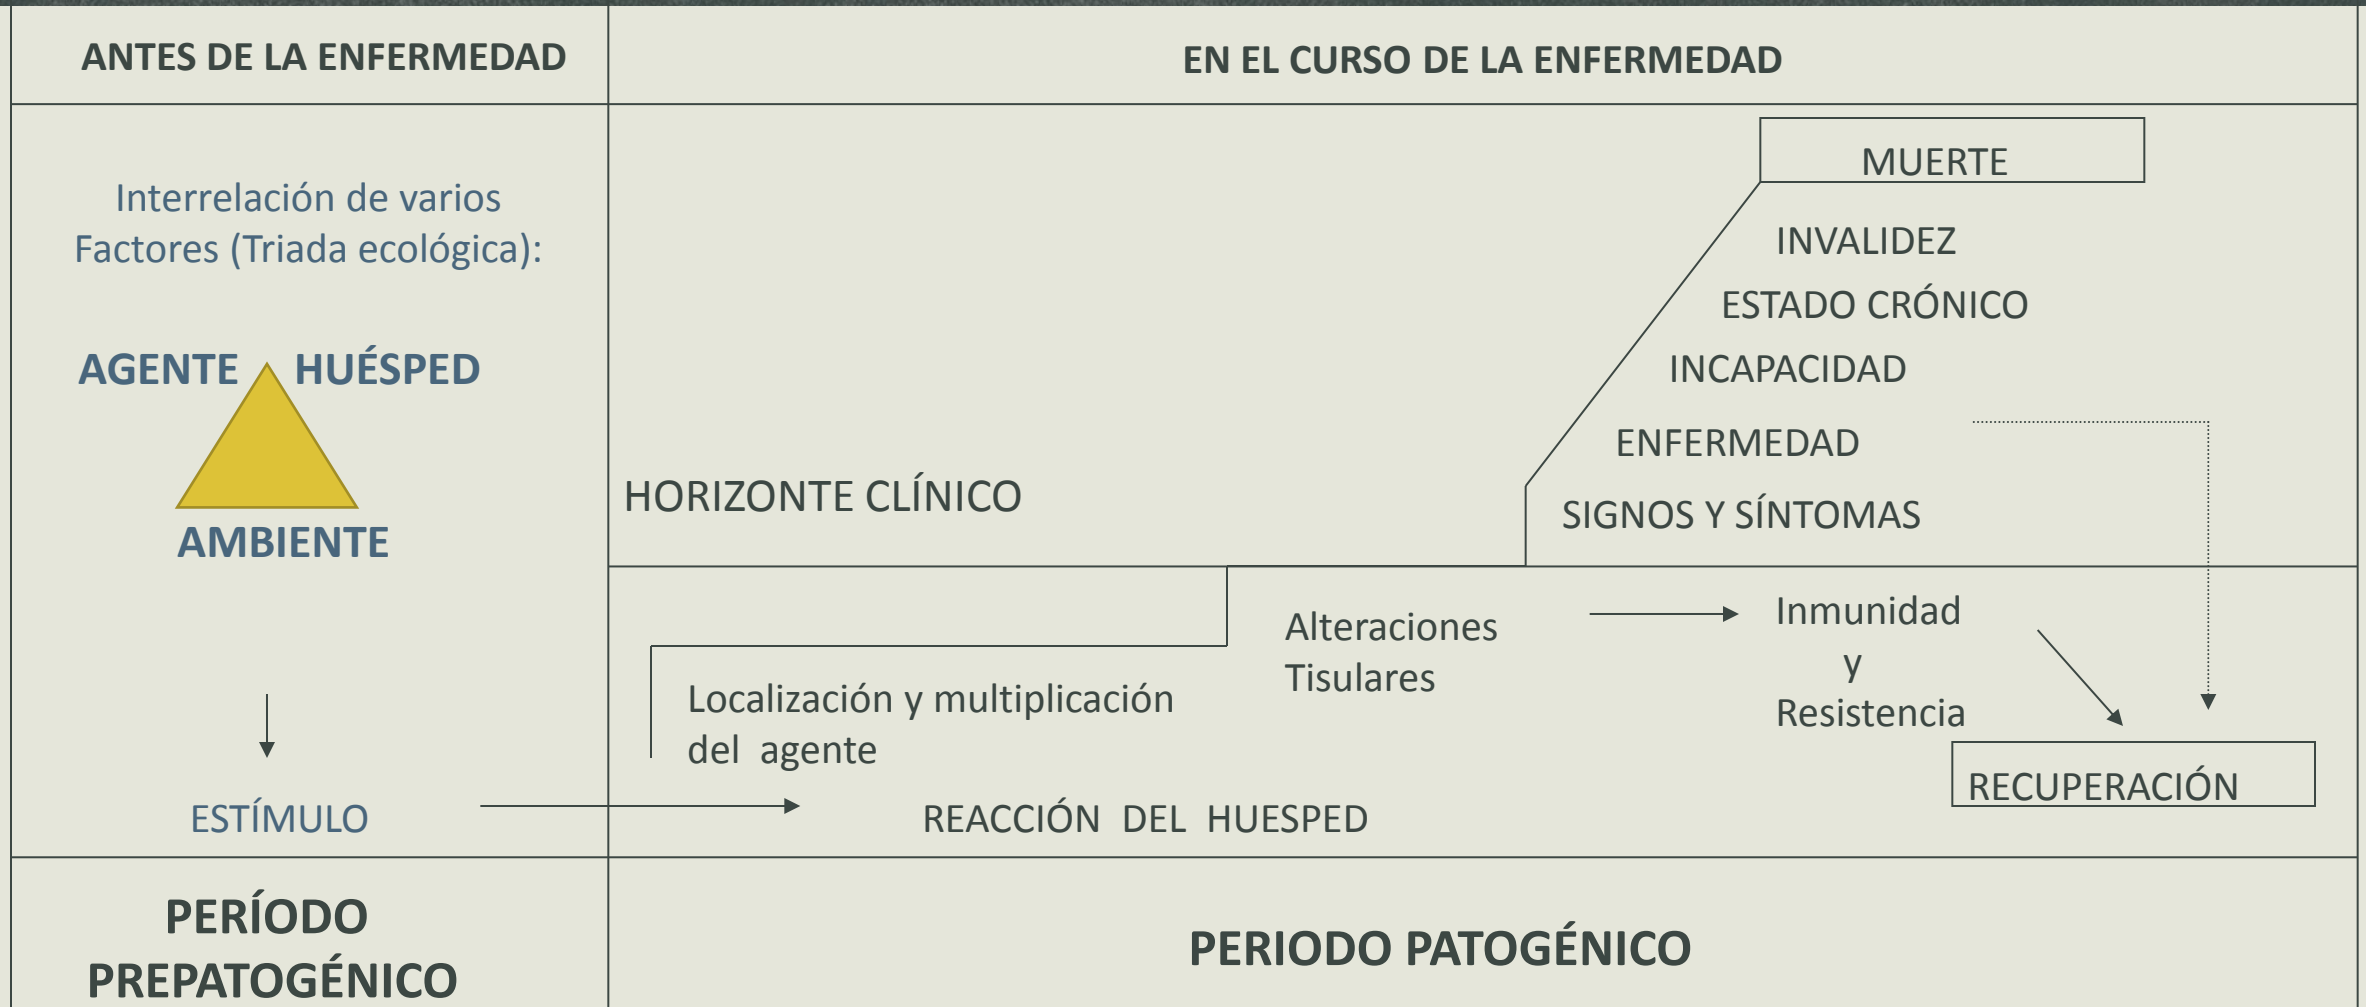 ANTES DE LA ENFERMEDAD
EN EL CURSO DE LA ENFERMEDAD
Interrelación de varios
Factores (Triada ecológica):
AGENTE HUÉSPED
AMBIENTE
ESTÍMULO
HORIZONTE CLÍNICO
MUERTE
INVALIDEZ
ESTADO CRÓNICO
INCAPACIDAD
ENFERMEDAD
SIGNOS Y SÍNTOMAS
Localización y multiplicación
del agente
Alteraciones
Tisulares
Inmunidad
y
Resistencia
RECUPERACIÓN
REACCIÓN DEL HUESPED
PERÍODO
PREPATOGÉNICO
PERIODO PATOGÉNICO